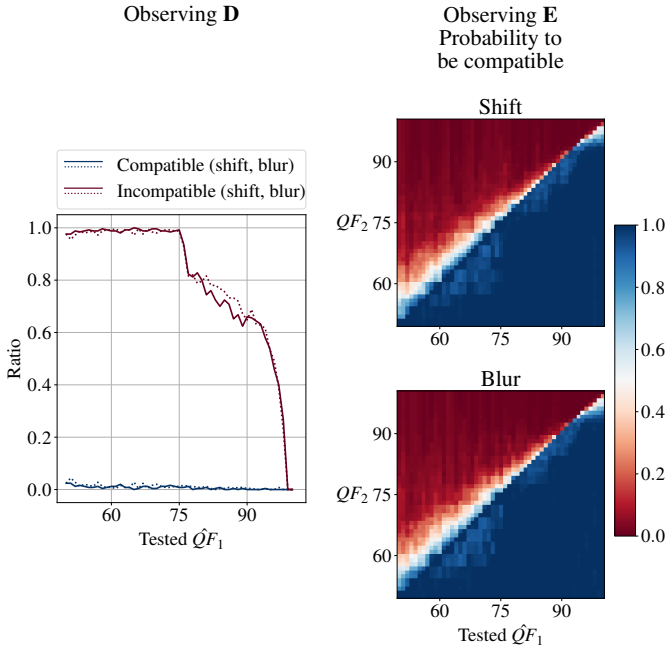 Observing D
Compatible (shift, blur)
Incompatible (shift, blur)
1.0
0.8
0.6
0.4
0.2
0.0
Ratio
60
75
90
Tested Q̂F₁
Observing E
Probability to
be compatible
Shift
90
QF₂ 75
60
60
75
90
Blur
90
QF₂ 75
60
60
75
90
Tested Q̂F₁
1.0
0.8
0.6
0.4
0.2
0.0